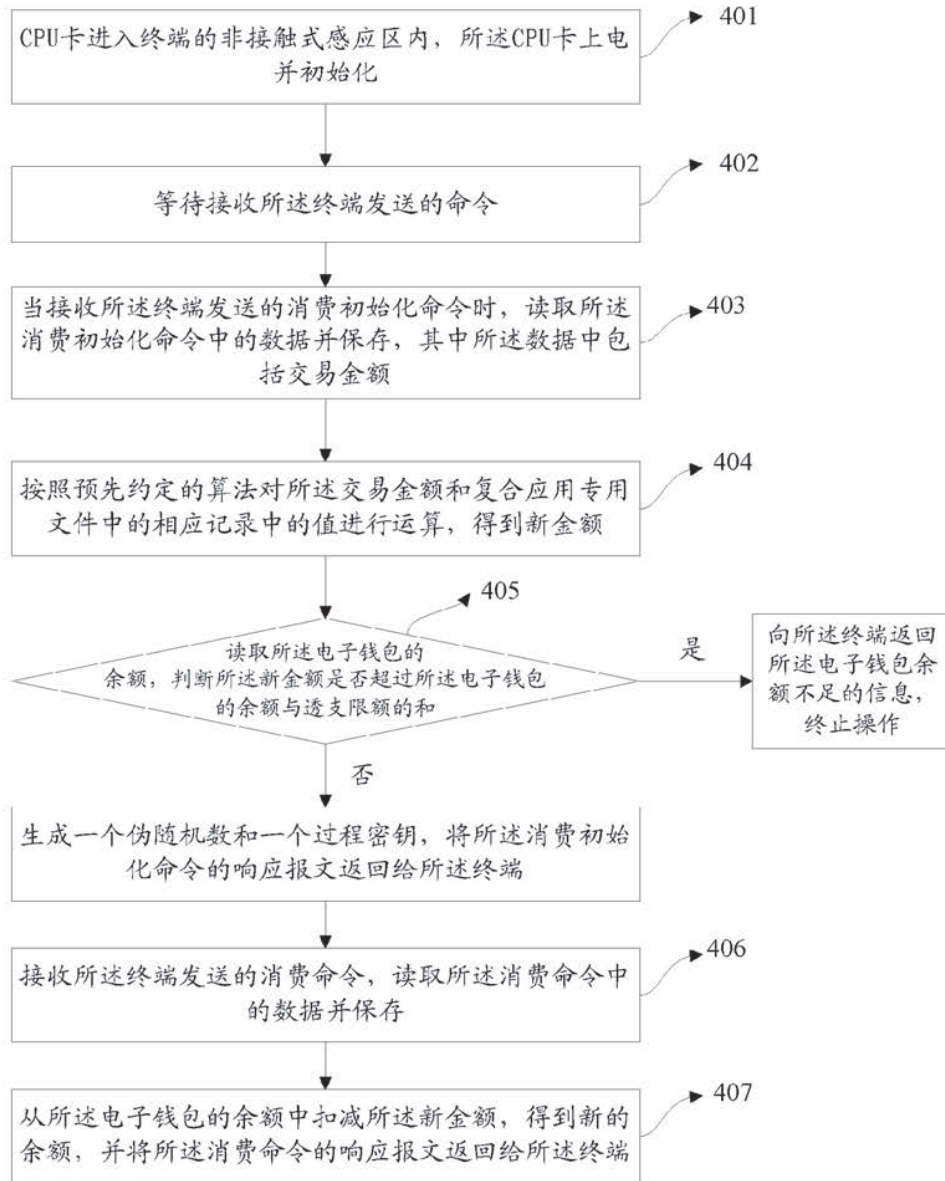 CPU卡进入终端的非接触式感应区内，所述CPU卡上电
并初始化
401
等待接收所述终端发送的命令
402
当接收所述终端发送的消费初始化命令时，读取所述
消费初始化命令中的数据并保存，其中所述数据中包
括交易金额
403
按照预先约定的算法对所述交易金额和复合应用专用
文件中的相应记录中的值进行运算，得到新金额
404
405
读取所述电子钱包的
余额，判断所述新金额是否超过所述电子钱包
的余额与透支限额的和
是
向所述终端返回
所述电子钱包余
额不足的信息，
终止操作
否
生成一个伪随机数和一个过程密钥，将所述消费初始
化命令的响应报文返回给所述终端
接收所述终端发送的消费命令，读取所述消费命令中
的数据并保存
406
从所述电子钱包的余额中扣减所述新金额，得到新的
余额，并将所述消费命令的响应报文返回给所述终端
407